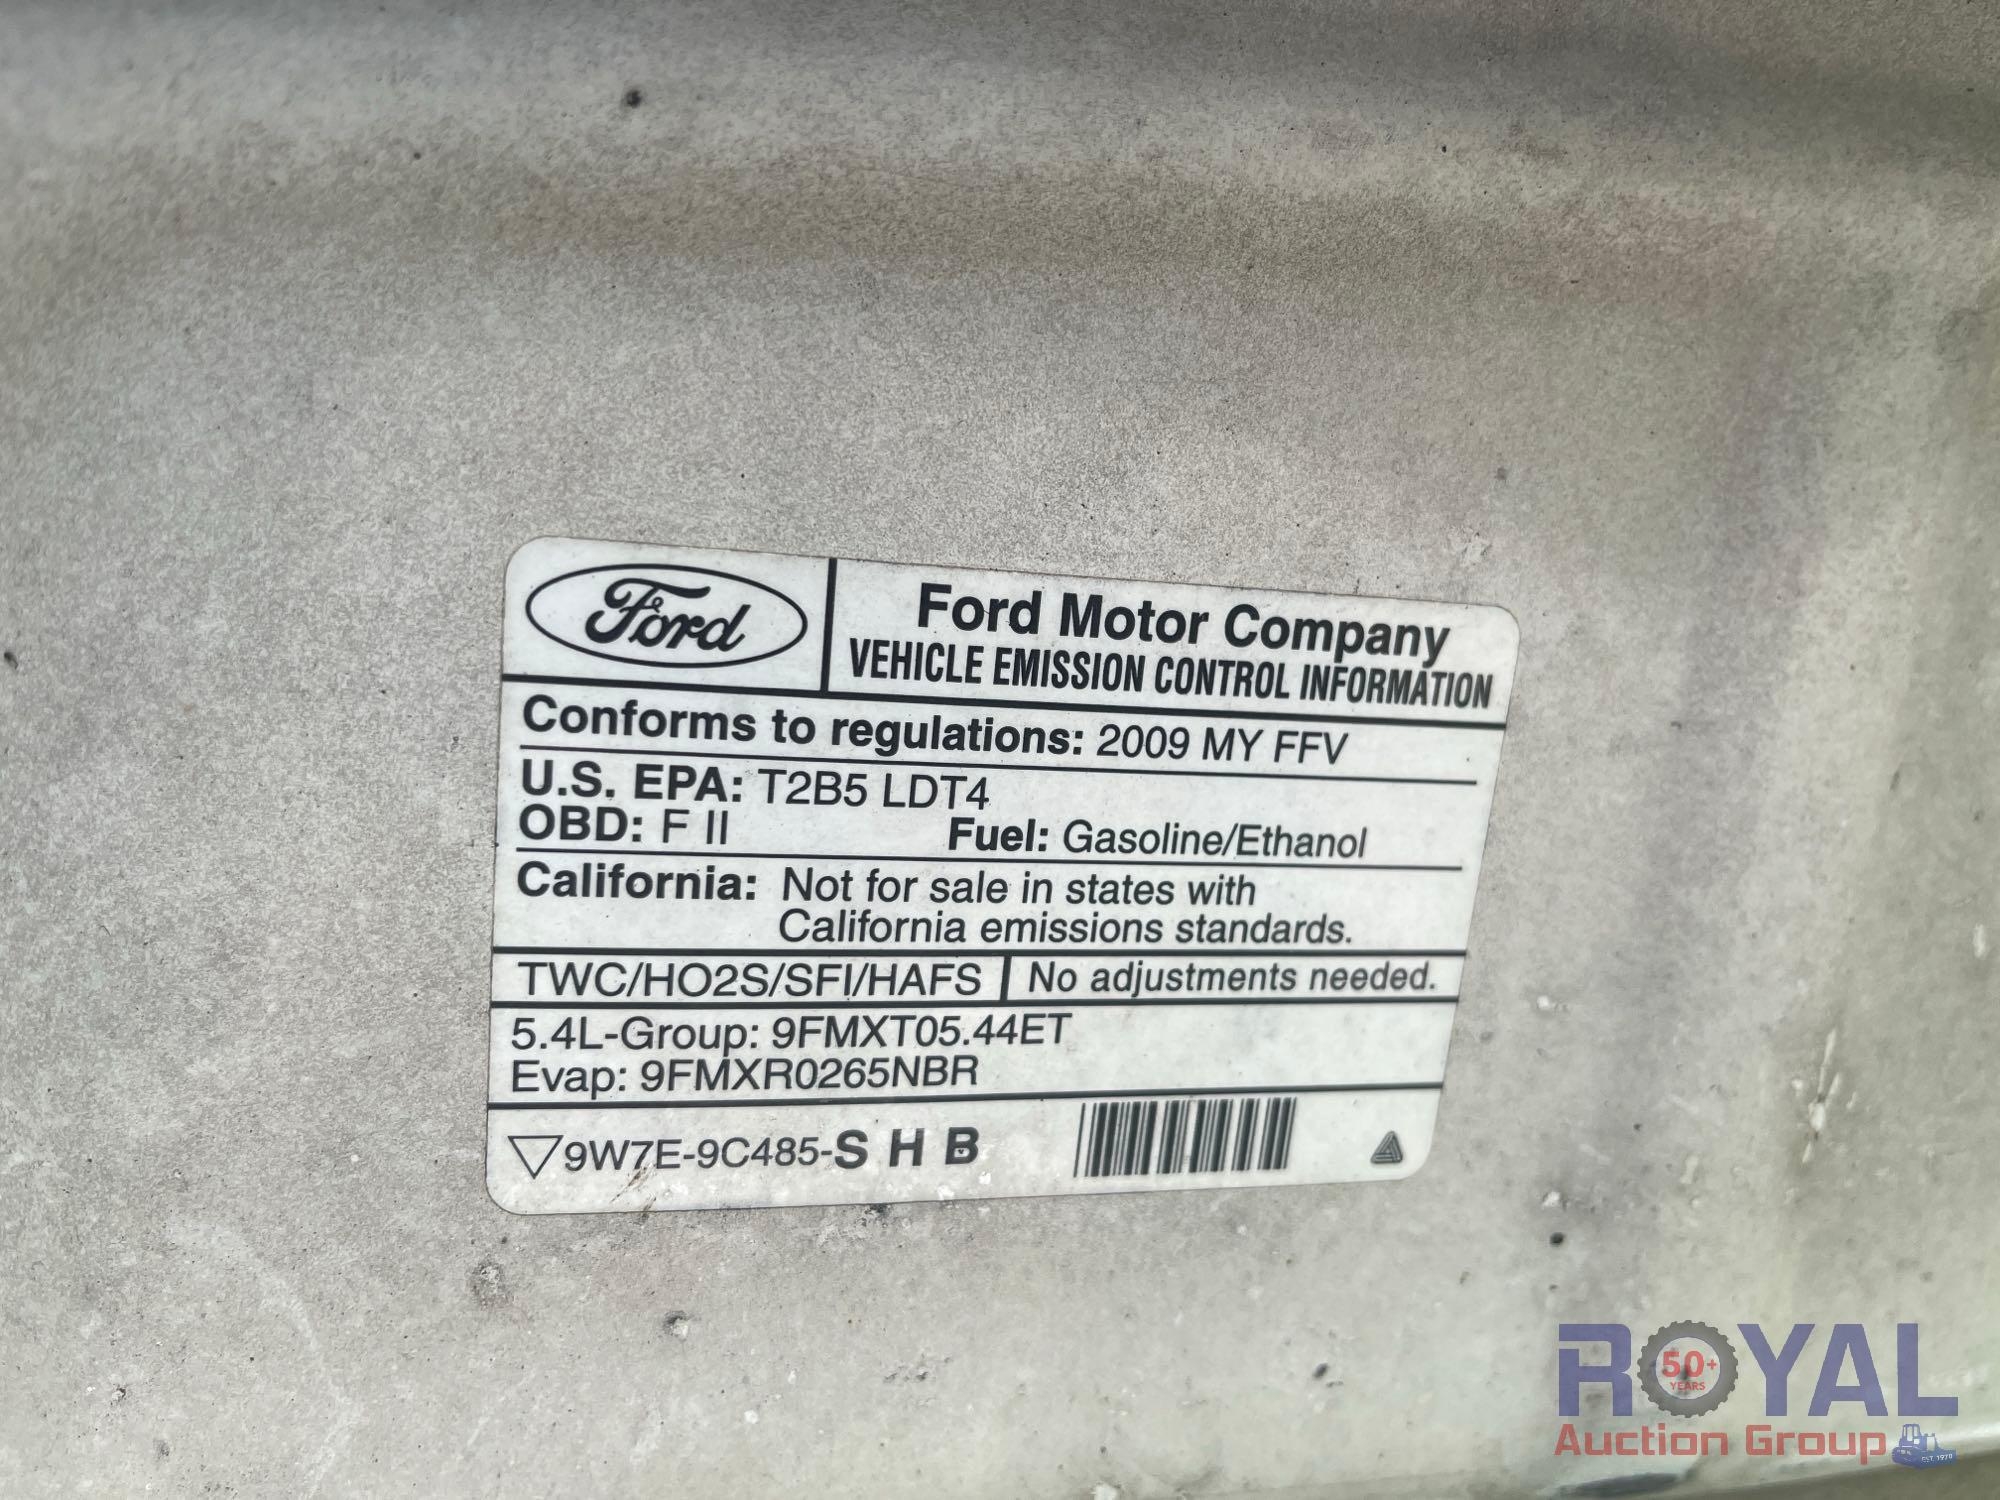 Ford
Ford Motor Company
VEHICLE EMISSION CONTROL INFORMATION
Conforms to regulations: 2009 MY FFV
U.S. EPA: T2B5 LDT4
OBD: F II Fuel: Gasoline/Ethanol
California: Not for sale in states with
California emissions standards.
TWC/HO2S/SFI/HAFS No adjustments needed.
5.4L-Group: 9FMXT05.44ET
Evap: 9FMXR0265NBR
9W7E-9C485-S H B
ROYAL
50+
YEARS
Auction Group
EST. 1970